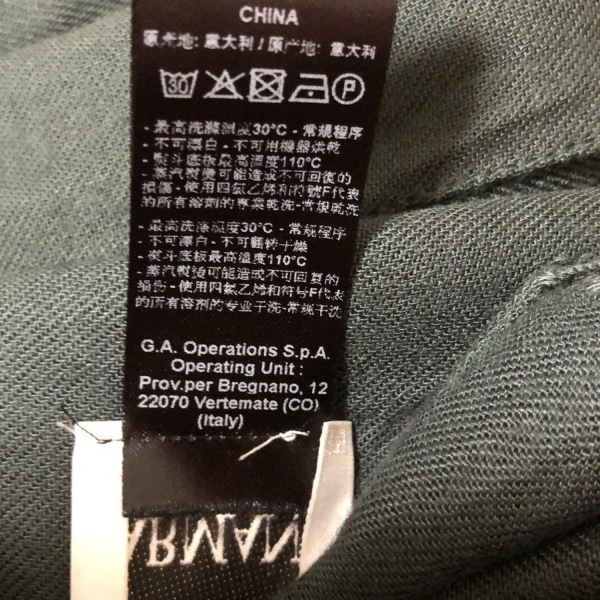 CHINA
原产地: 意大利 / 原产地: 意大利
30 P
- 最高洗滌溫度30°C - 常規程序
- 不可漂白 - 不可用機器烘乾
- 熨斗底板最高溫度110°C
- 蒸汽熨燙可能造成不可回復的
損傷 - 使用四氯乙烯和符號F代表
的所有溶劑的專業乾洗-常規乾洗
- 最高洗涤温度30°C - 常规程序
- 不可漂白 - 不可翻转干燥
- 熨斗底板最高温度110°C
- 蒸汽熨烫可能造成不可回复的
损伤 - 使用四氯乙烯和符号F代表
的所有溶剂的专业干洗-常规干洗
G.A. Operations S.p.A.
Operating Unit :
Prov.per Bregnano, 12
22070 Vertemate (CO)
(Italy)
ARMAN